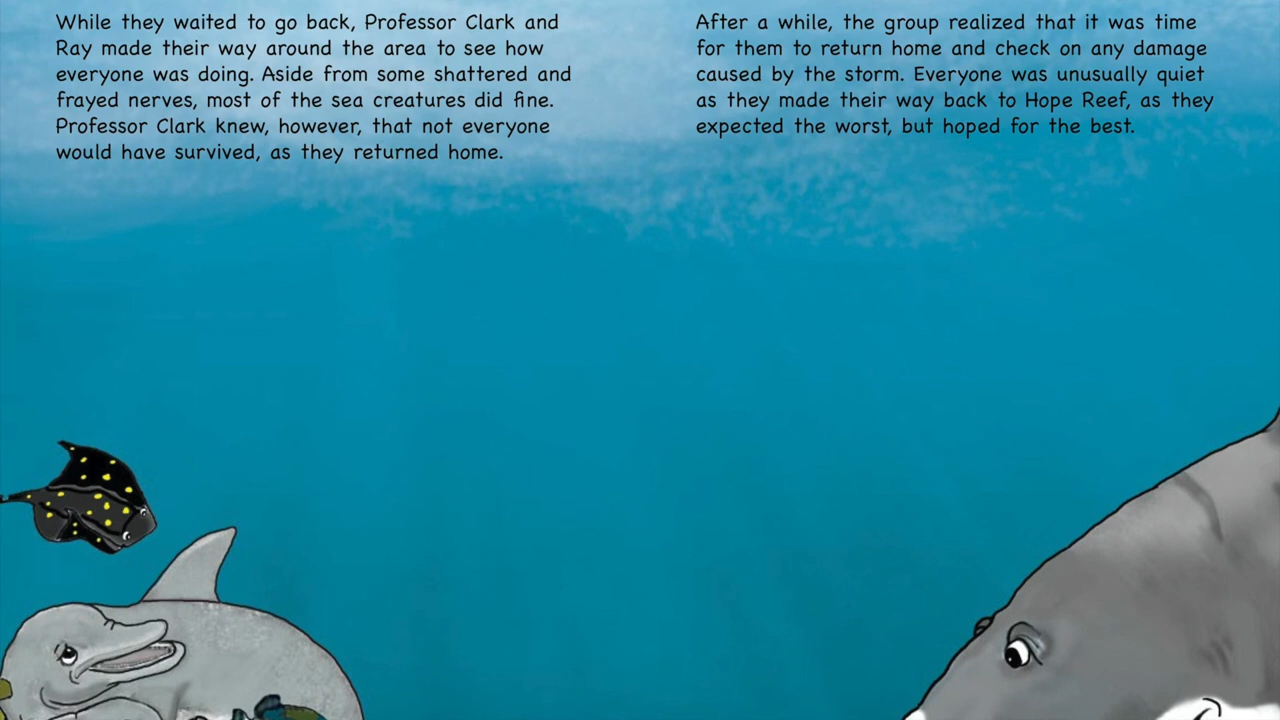 While they waited to go back, Professor Clark and
Ray made their way around the area to see how
everyone was doing. Aside from some shattered and
frayed nerves, most of the sea creatures did fine.
Professor Clark knew, however, that not everyone
would have survived, as they returned home.
After a while, the group realized that it was time
for them to return home and check on any damage
caused by the storm. Everyone was unusually quiet
as they made their way back to Hope Reef, as they
expected the worst, but hoped for the best.